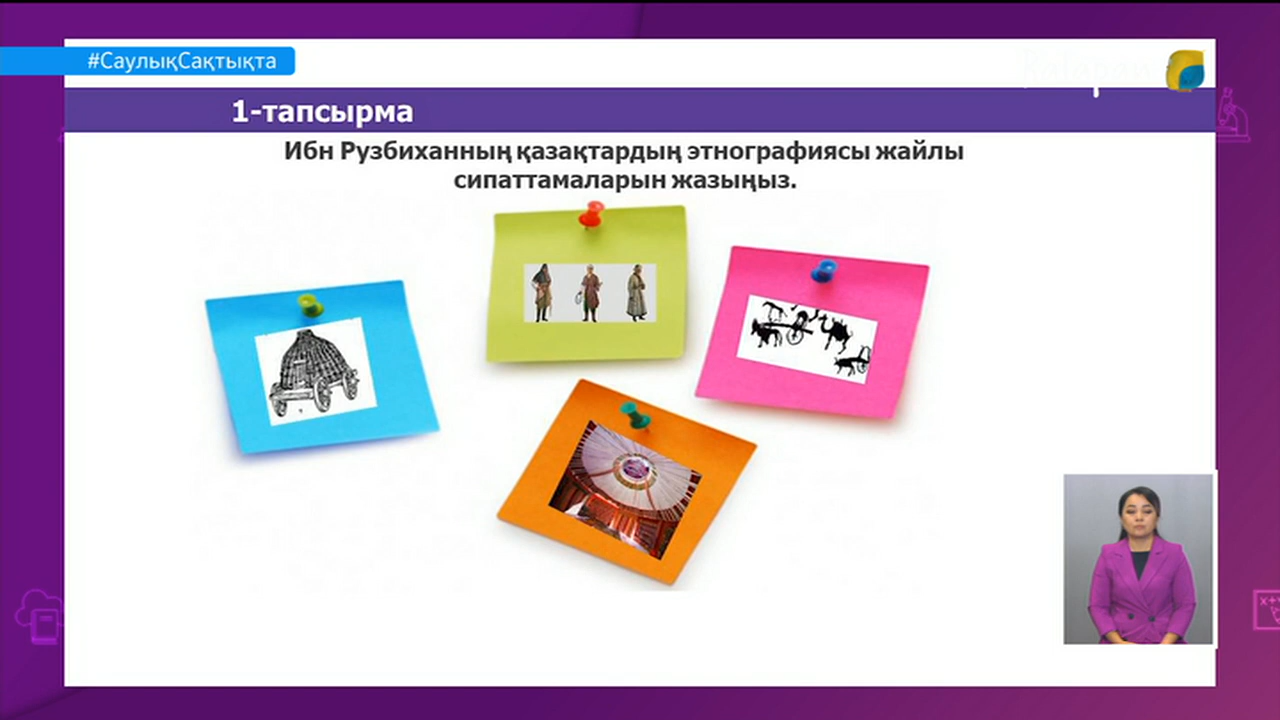 #СаулықСақтықта
1-тапсырма
Ибн Рузбиханның қазақтардың этнографиясы жайлы
сипаттамаларын жазыңыз.